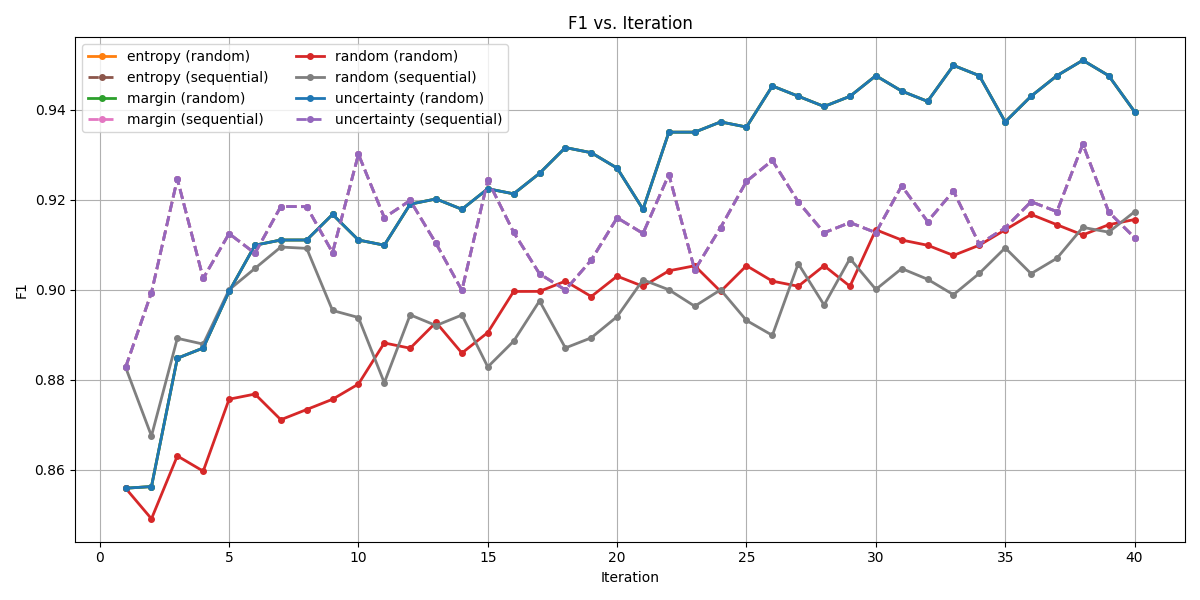 F1 vs. Iteration
entropy (random)
entropy (sequential)
margin (random)
margin (sequential)
random (random)
random (sequential)
uncertainty (random)
uncertainty (sequential)
F1
0.94
0.92
0.90
0.88
0.86
0 5 10 15 20 25 30 35 40
Iteration